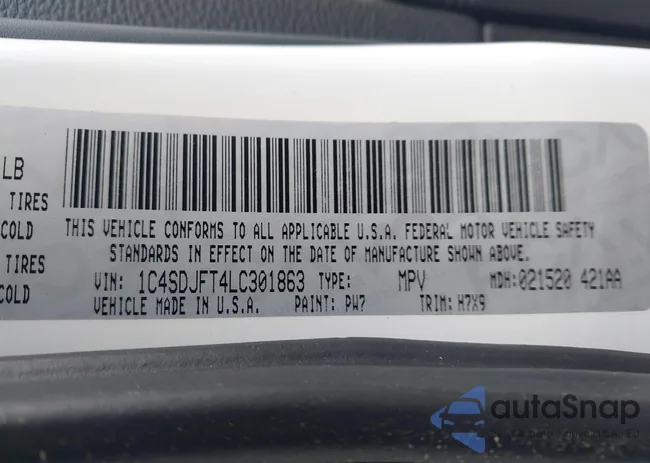 LB
TIRES
COLD
TIRES
COLD
THIS VEHICLE CONFORMS TO ALL APPLICABLE U.S.A. FEDERAL MOTOR VEHICLE SAFETY
STANDARDS IN EFFECT ON THE DATE OF MANUFACTURE SHOWN ABOVE.
VIN: 1C4SDJFT4LC301863 TYPE: MPV MDH:021520 421AA
VEHICLE MADE IN U.S.A. PAINT: PW7 TRIM: H7X9
autoSnap